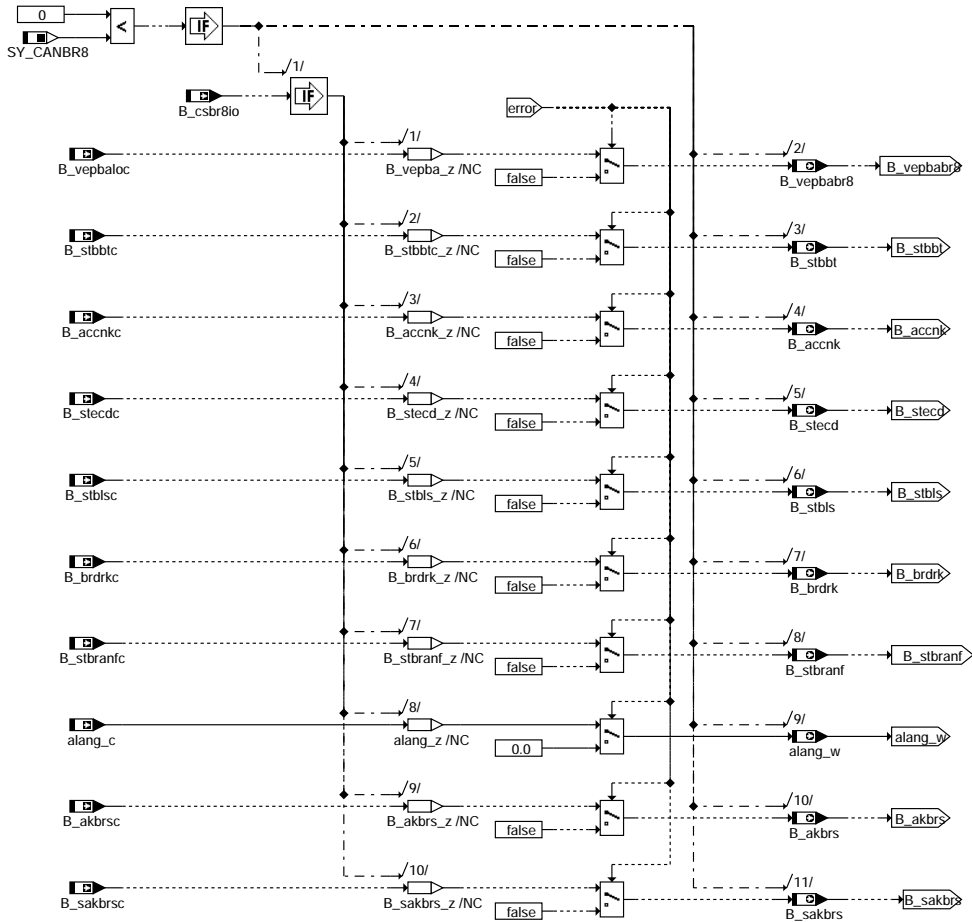 0
<
IF
SY_CANBR8
/1/
IF
B_csbr8io
error
/1/
/2/
B_vepbaloc
B_vepba_z /NC
false
B_vepbabr8
B_vepbabr8
/2/
/3/
B_stbbtc
B_stbbtc_z /NC
false
B_stbbt
B_stbbt
/3/
/4/
B_accnkc
B_accnk_z /NC
false
B_accnk
B_accnk
/4/
/5/
B_stecdc
B_stecd_z /NC
false
B_stecd
B_stecd
/5/
/6/
B_stblsc
B_stbls_z /NC
false
B_stbls
B_stbls
/6/
/7/
B_brdrkc
B_brdrk_z /NC
false
B_brdrk
B_brdrk
/7/
/8/
B_stbranfc
B_stbranf_z /NC
false
B_stbranf
B_stbranf
/8/
/9/
alang_c
alang_z /NC
0.0
alang_w
alang_w
/9/
/10/
B_akbrsc
B_akbrs_z /NC
false
B_akbrs
B_akbrs
/10/
/11/
B_sakbrsc
B_sakbrs_z /NC
false
B_sakbrs
B_sakbrs